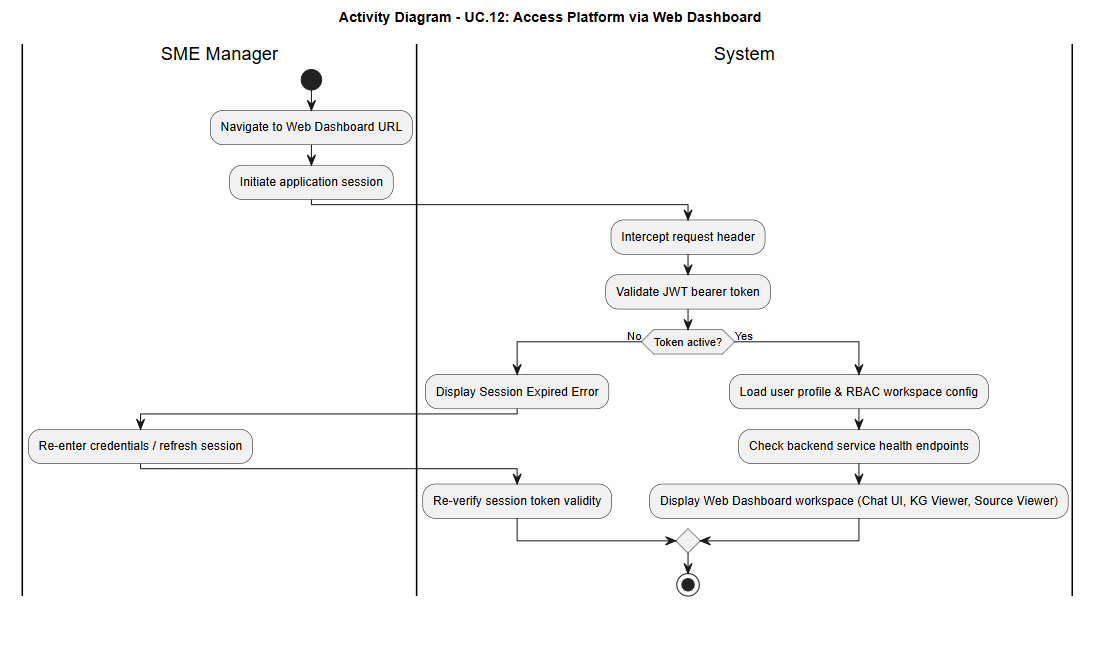 Activity Diagram - UC.12: Access Platform via Web Dashboard
SME Manager
System
Navigate to Web Dashboard URL
Initiate application session
Intercept request header
Validate JWT bearer token
No
Token active?
Yes
Display Session Expired Error
Load user profile & RBAC workspace config
Re-enter credentials / refresh session
Check backend service health endpoints
Re-verify session token validity
Display Web Dashboard workspace (Chat UI, KG Viewer, Source Viewer)